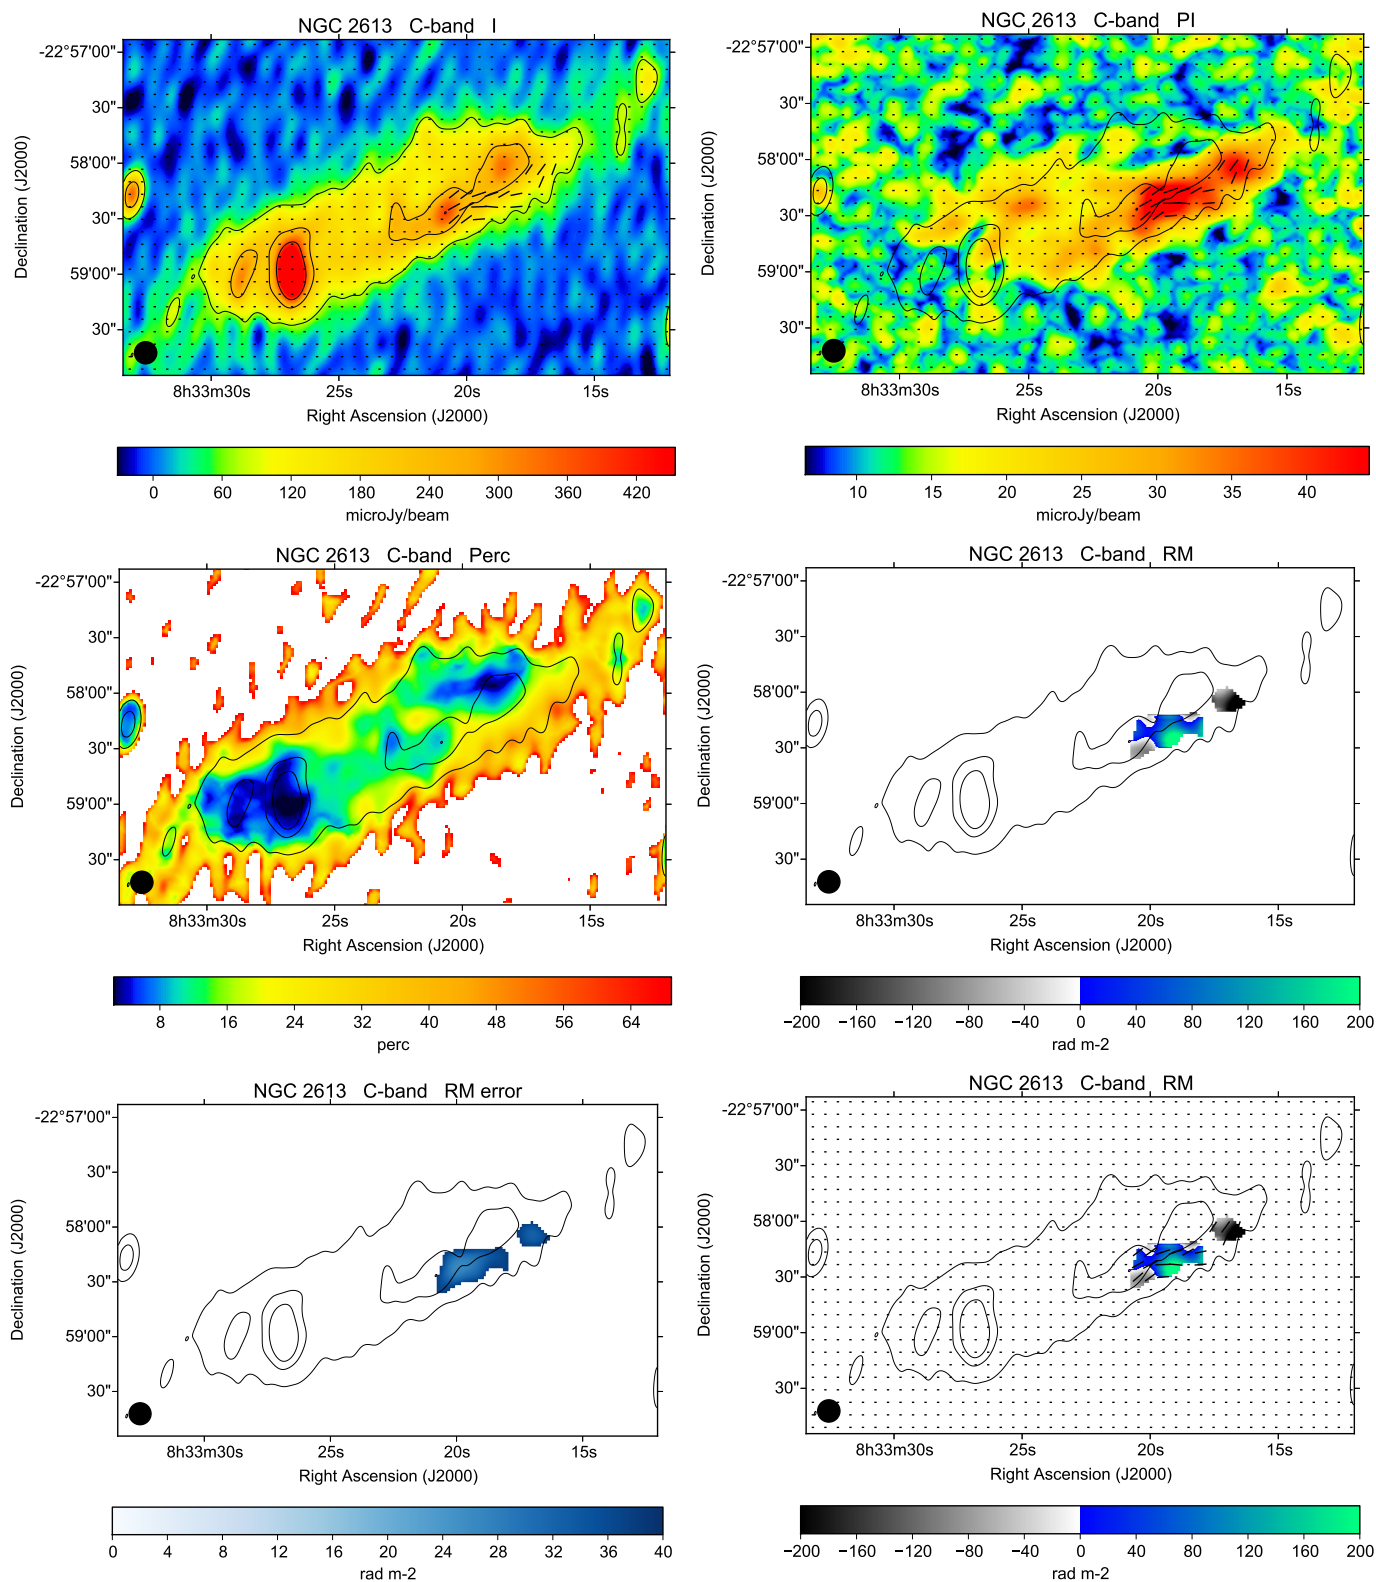 NGC 2613 C-band I
-22°57'00"
30"
58'00"
30"
59'00"
30"
Declination (J2000)
8h33m30s 25s 20s 15s
Right Ascension (J2000)
0 60 120 180 240 300 360 420
microJy/beam
NGC 2613 C-band PI
-22°57'00"
30"
58'00"
30"
59'00"
30"
Declination (J2000)
8h33m30s 25s 20s 15s
Right Ascension (J2000)
10 15 20 25 30 35 40
microJy/beam
NGC 2613 C-band Perc
-22°57'00"
30"
58'00"
30"
59'00"
30"
Declination (J2000)
8h33m30s 25s 20s 15s
Right Ascension (J2000)
8 16 24 32 40 48 56 64
perc
NGC 2613 C-band RM
-22°57'00"
30"
58'00"
30"
59'00"
30"
Declination (J2000)
8h33m30s 25s 20s 15s
Right Ascension (J2000)
−200 −160 −120 −80 −40 0 40 80 120 160 200
rad m-2
NGC 2613 C-band RM error
-22°57'00"
30"
58'00"
30"
59'00"
30"
Declination (J2000)
8h33m30s 25s 20s 15s
Right Ascension (J2000)
0 4 8 12 16 20 24 28 32 36 40
rad m-2
NGC 2613 C-band RM
-22°57'00"
30"
58'00"
30"
59'00"
30"
Declination (J2000)
8h33m30s 25s 20s 15s
Right Ascension (J2000)
−200 −160 −120 −80 −40 0 40 80 120 160 200
rad m-2